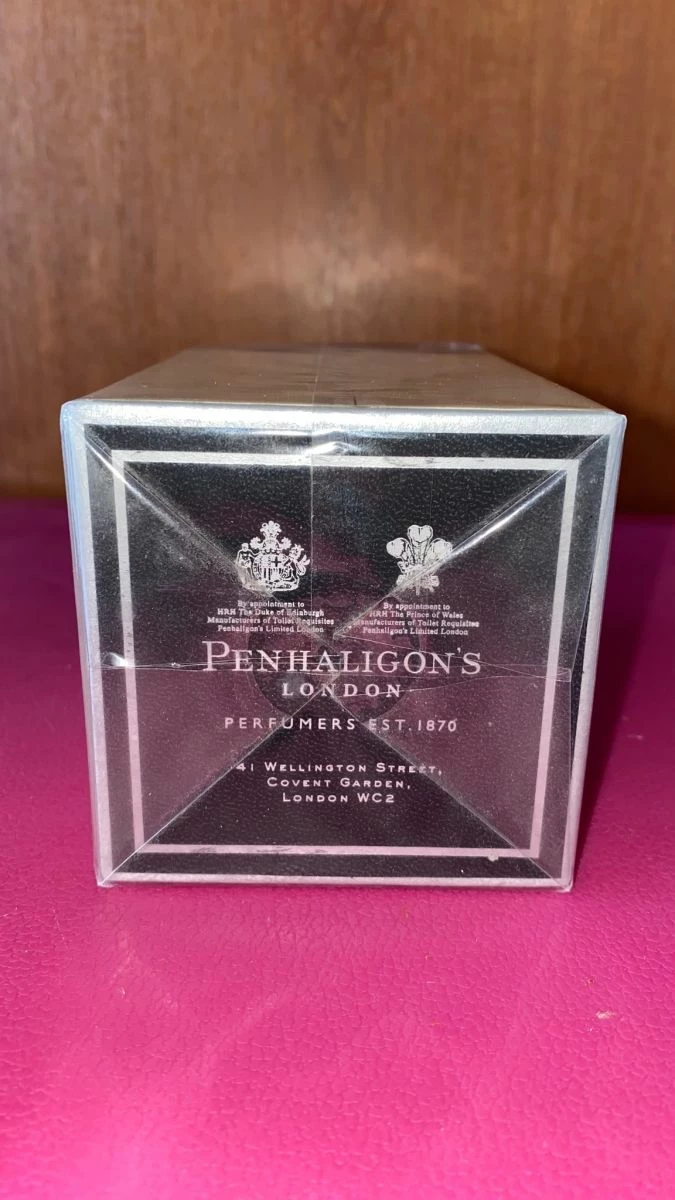 By appointment to
HRH The Duke of Edinburgh
Manufacturers of Toilet Requisites
Penhaligon's Limited London
By appointment to
HRH The Prince of Wales
Manufacturers of Toilet Requisites
Penhaligon's Limited London
PENHALIGON'S
LONDON
PERFUMERS EST. 1870
41 WELLINGTON STREET,
COVENT GARDEN,
LONDON WC2